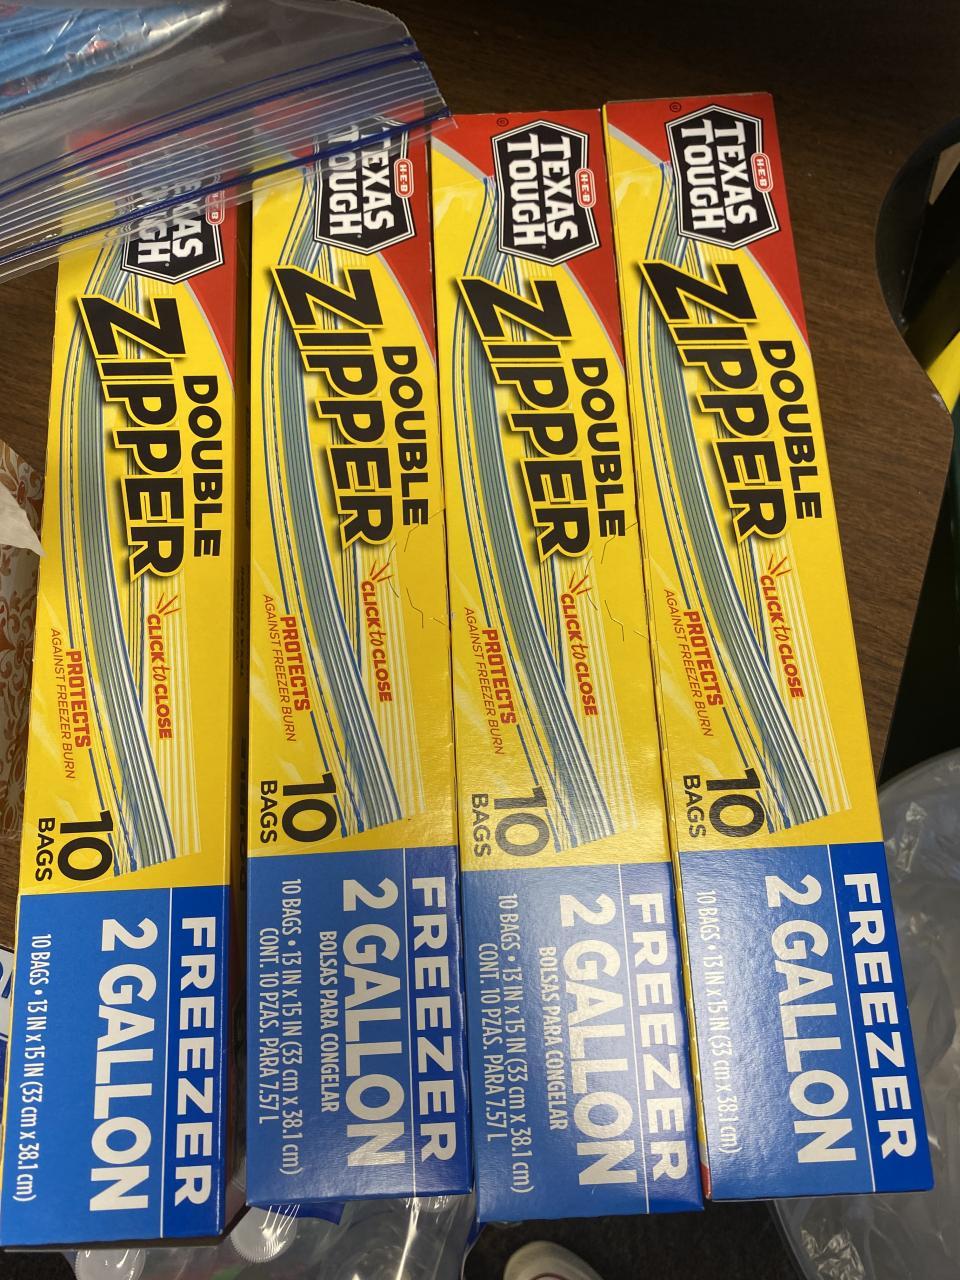 H-E-B
TEXAS
TOUGH
DOUBLE
ZIPPER
CLICK to CLOSE
PROTECTS
AGAINST FREEZER BURN
10
BAGS
FREEZER
2 GALLON
10 BAGS • 13 IN x 15 IN (33 cm x 38.1 cm)
H-E-B
TEXAS
TOUGH
DOUBLE
ZIPPER
CLICK to CLOSE
PROTECTS
AGAINST FREEZER BURN
10
BAGS
FREEZER
2 GALLON
BOLSAS PARA CONGELAR
10 BAGS • 13 IN x 15 IN (33 cm x 38.1 cm)
CONT. 10 PZAS. PARA 7.57 L
H-E-B
TEXAS
TOUGH
DOUBLE
ZIPPER
CLICK to CLOSE
PROTECTS
AGAINST FREEZER BURN
10
BAGS
FREEZER
2 GALLON
BOLSAS PARA CONGELAR
10 BAGS • 13 IN x 15 IN (33 cm x 38.1 cm)
CONT. 10 PZAS. PARA 7.57 L
H-E-B
TEXAS
TOUGH
DOUBLE
ZIPPER
CLICK to CLOSE
PROTECTS
AGAINST FREEZER BURN
10
BAGS
FREEZER
2 GALLON
10 BAGS • 13 IN x 15 IN (33 cm x 38.1 cm)